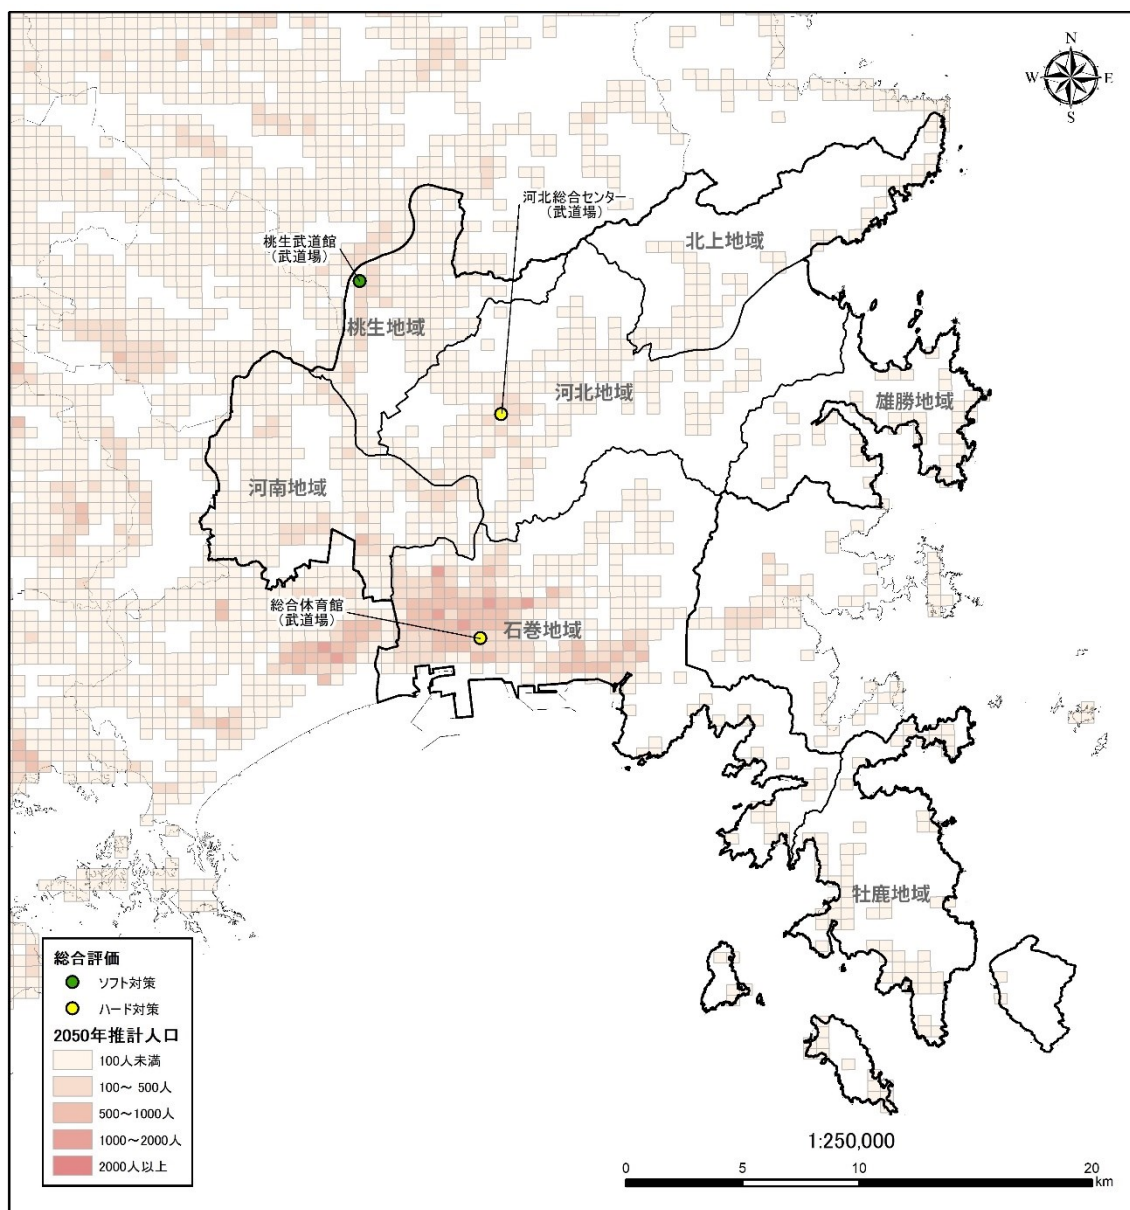 N
W
E
S
河北総合センター
(武道場)
桃生武道館
(武道場)
北上地域
桃生地域
河北地域
雄勝地域
河南地域
総合体育館
(武道場)
石巻地域
牡鹿地域
総合評価
ソフト対策
ハード対策
2050年推計人口
100人未満
100~ 500人
500~1000人
1000~2000人
2000人以上
1:250,000
0 5 10 20
km